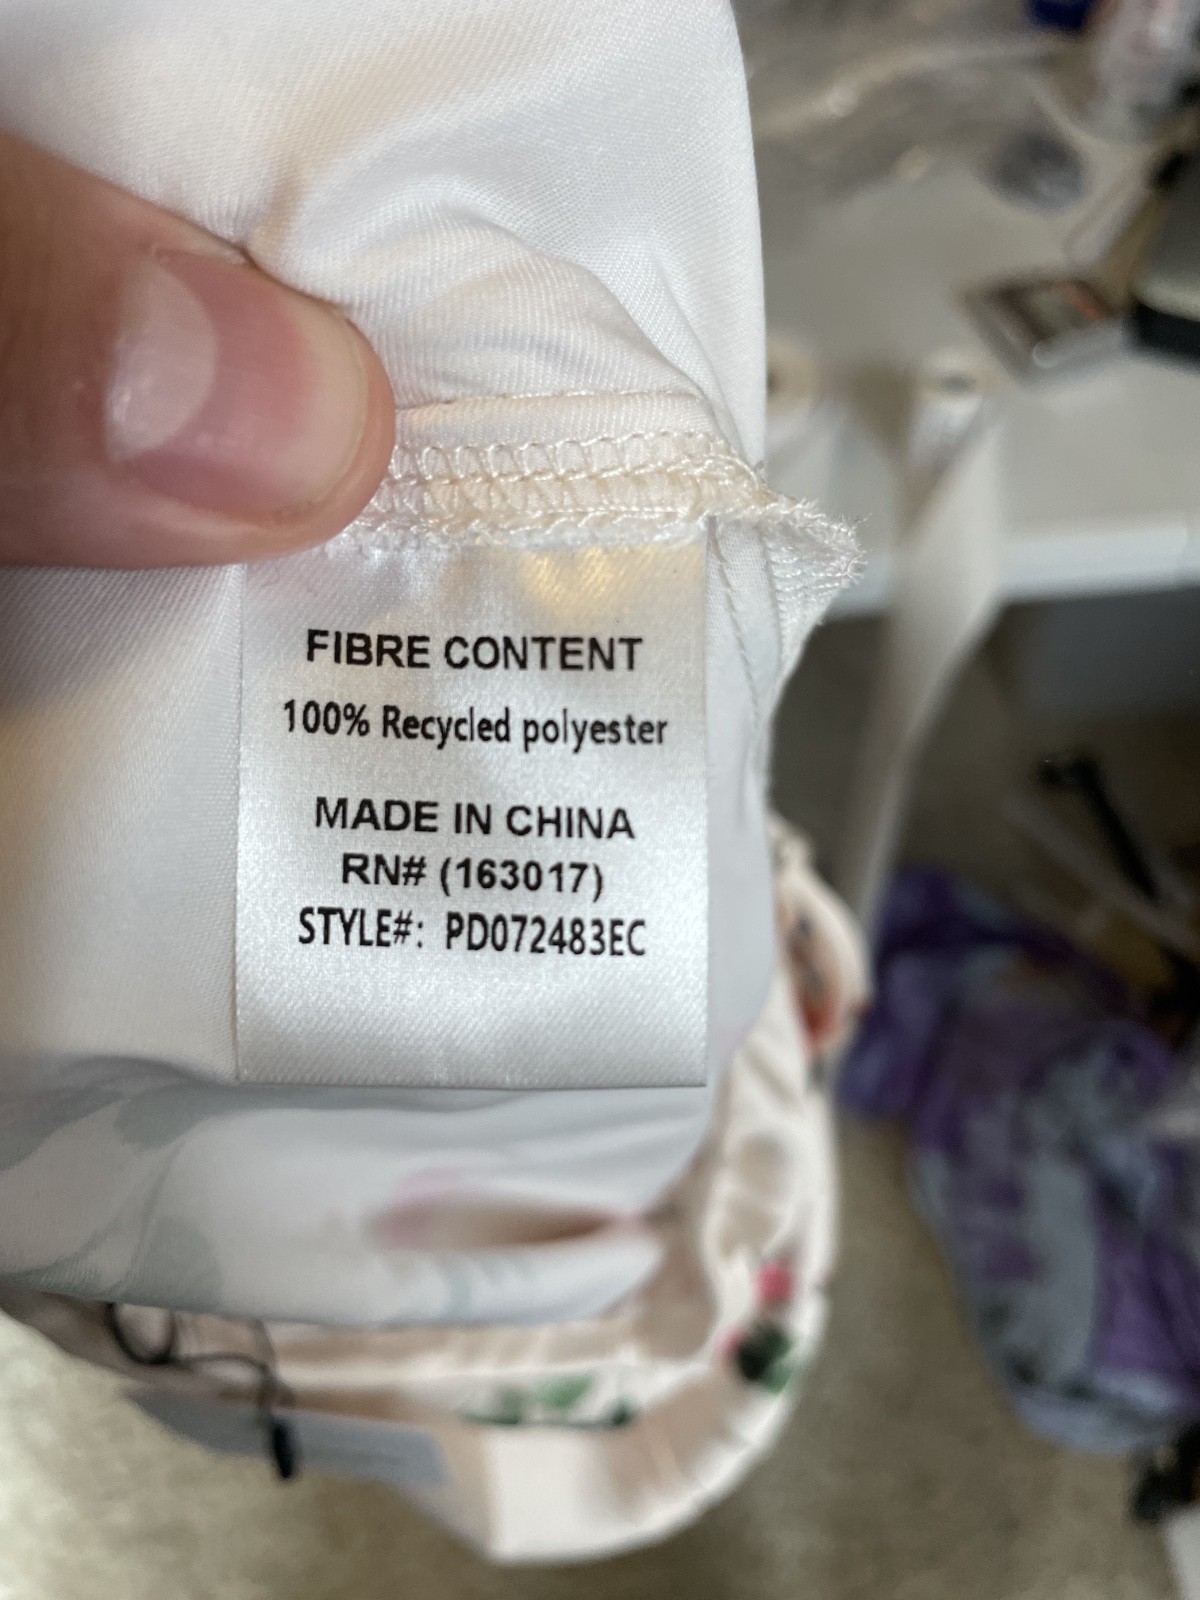 FIBRE CONTENT
100% Recycled polyester
MADE IN CHINA
RN# (163017)
STYLE#: PD072483EC